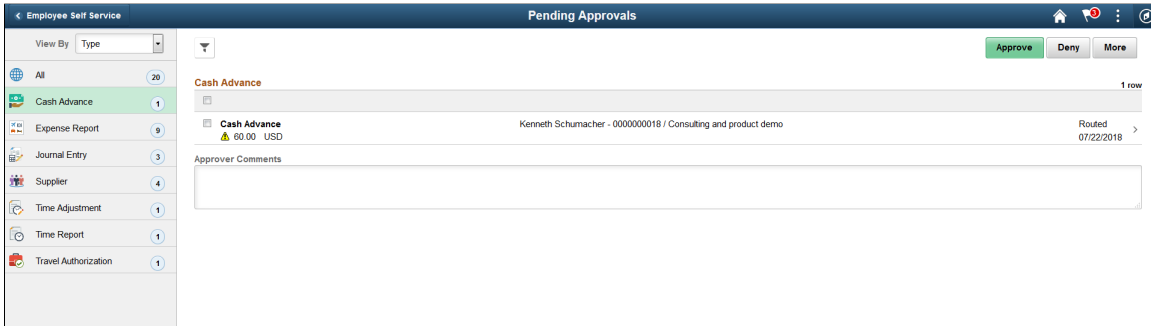 Employee Self Service
Pending Approvals
3
View By Type
All 20
Cash Advance 1
Expense Report 9
Journal Entry 3
Supplier 4
Time Adjustment 1
Time Report 1
Travel Authorization 1
Approve Deny More
Cash Advance
1 row
Cash Advance Kenneth Schumacher - 0000000018 / Consulting and product demo Routed
60.00 USD 07/22/2018
Approver Comments